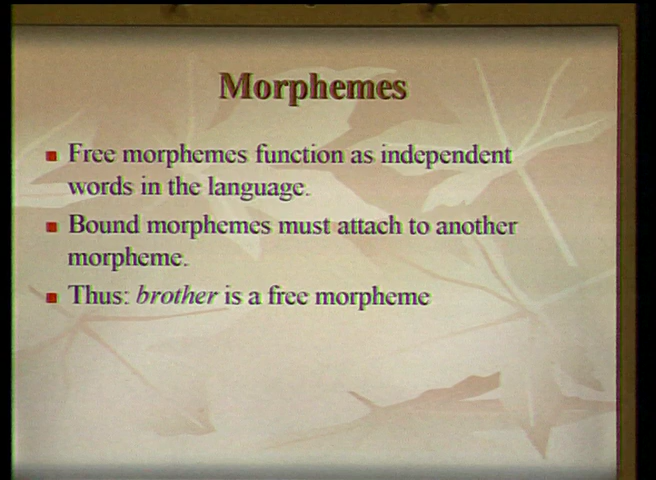 Morphemes
Free morphemes function as independent
words in the language.
Bound morphemes must attach to another
morpheme.
Thus: brother is a free morpheme